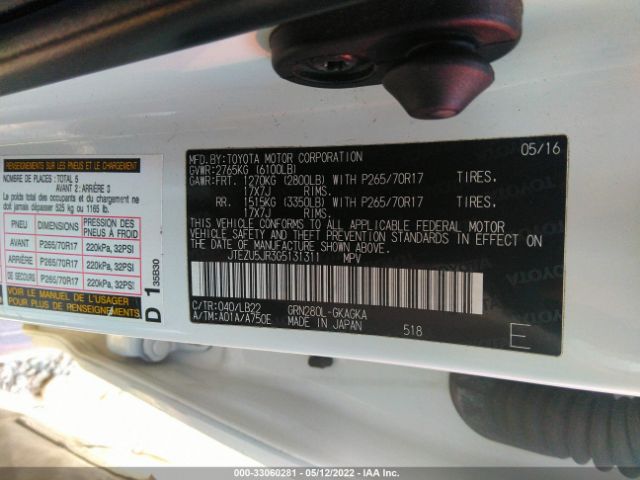 RENSEIGNEMENTS SUR LES PNEUS ET LE CHARGEMENT
NOMBRE DE PLACES: TOTAL 5
AVANT 2: ARRIÈRE 3
Le poids total des occupants et du chargement ne doit jamais dépasser 525 kg ou 1165 lb.
PNEU DIMENSIONS PRESSION DES PNEUS À FROID
AVANT P265/70R17 220kPa, 32PSI
ARRIÈRE P265/70R17 220kPa, 32PSI
DE SECOURS P265/70R17 220kPa, 32PSI
VOIR LE MANUEL DE L'USAGER
POUR PLUS DE RENSEIGNEMENTS
D 1 35B30
MFD. BY: TOYOTA MOTOR CORPORATION 05/16
GVWR: 2765KG (6100LB)
GAWR: FRT. 1270KG (2800LB) WITH P265/70R17 TIRES.
17X7J RIMS.
RR. 1515KG (3350LB) WITH P265/70R17 TIRES.
17X7J RIMS.
THIS VEHICLE CONFORMS TO ALL APPLICABLE FEDERAL MOTOR
VEHICLE SAFETY AND THEFT PREVENTION STANDARDS IN EFFECT ON
THE DATE OF MANUFACTURE SHOWN ABOVE.
JTEZU5JR3G5131311 MPV
C/TR: 040/LB22 GRN280L-GKAGKA
A/TM: A01A/A750E MADE IN JAPAN 518
E
000-33060281 - 05/12/2022 - IAA Inc.